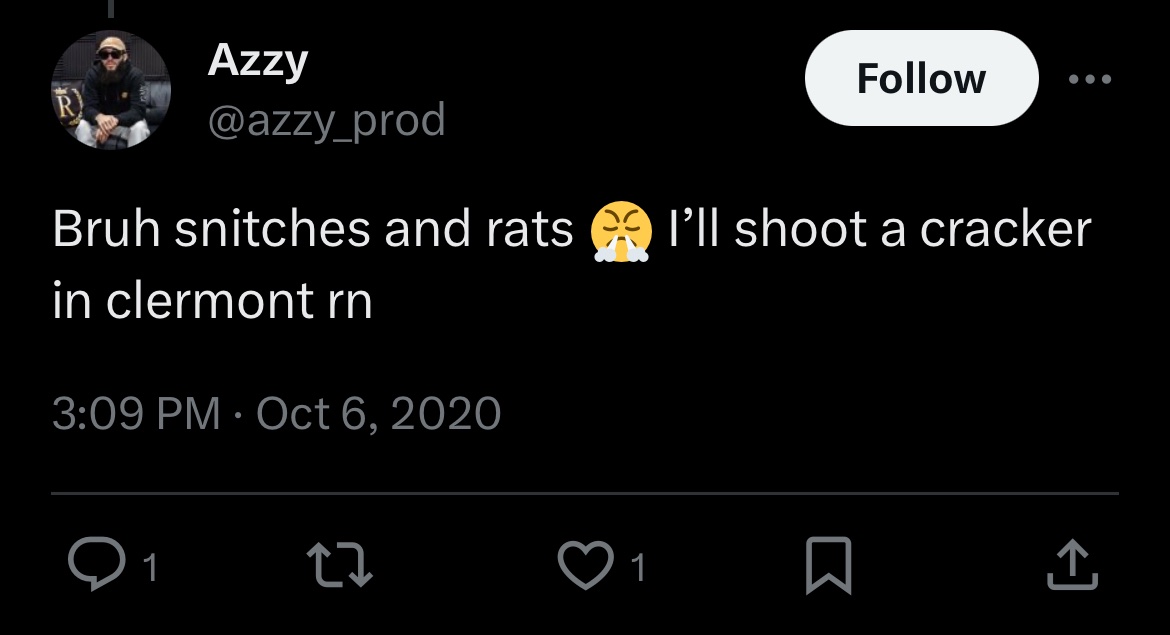 Azzy
@azzy_prod
Follow
Bruh snitches and rats 😤 I’ll shoot a cracker
in clermont rn
3:09 PM · Oct 6, 2020
1
1
R